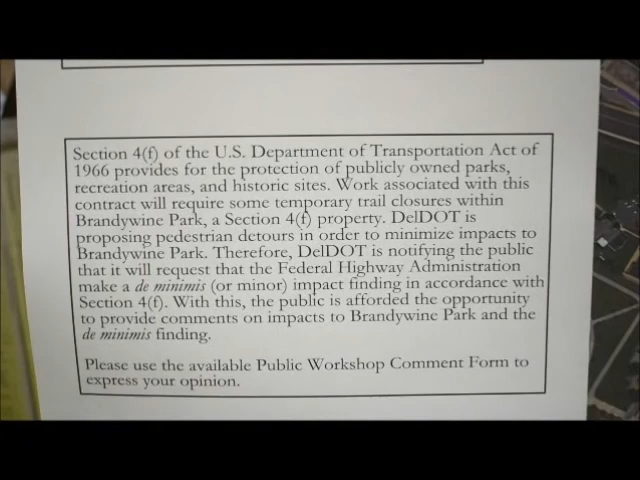 Section 4(f) of the U.S. Department of Transportation Act of
1966 provides for the protection of publicly owned parks,
recreation areas, and historic sites. Work associated with this
contract will require some temporary trail closures within
Brandywine Park, a Section 4(f) property. DelDOT is
proposing pedestrian detours in order to minimize impacts to
Brandywine Park. Therefore, DelDOT is notifying the public
that it will request that the Federal Highway Administration
make a de minimis (or minor) impact finding in accordance with
Section 4(f). With this, the public is afforded the opportunity
to provide comments on impacts to Brandywine Park and the
de minimis finding.
Please use the available Public Workshop Comment Form to
express your opinion.